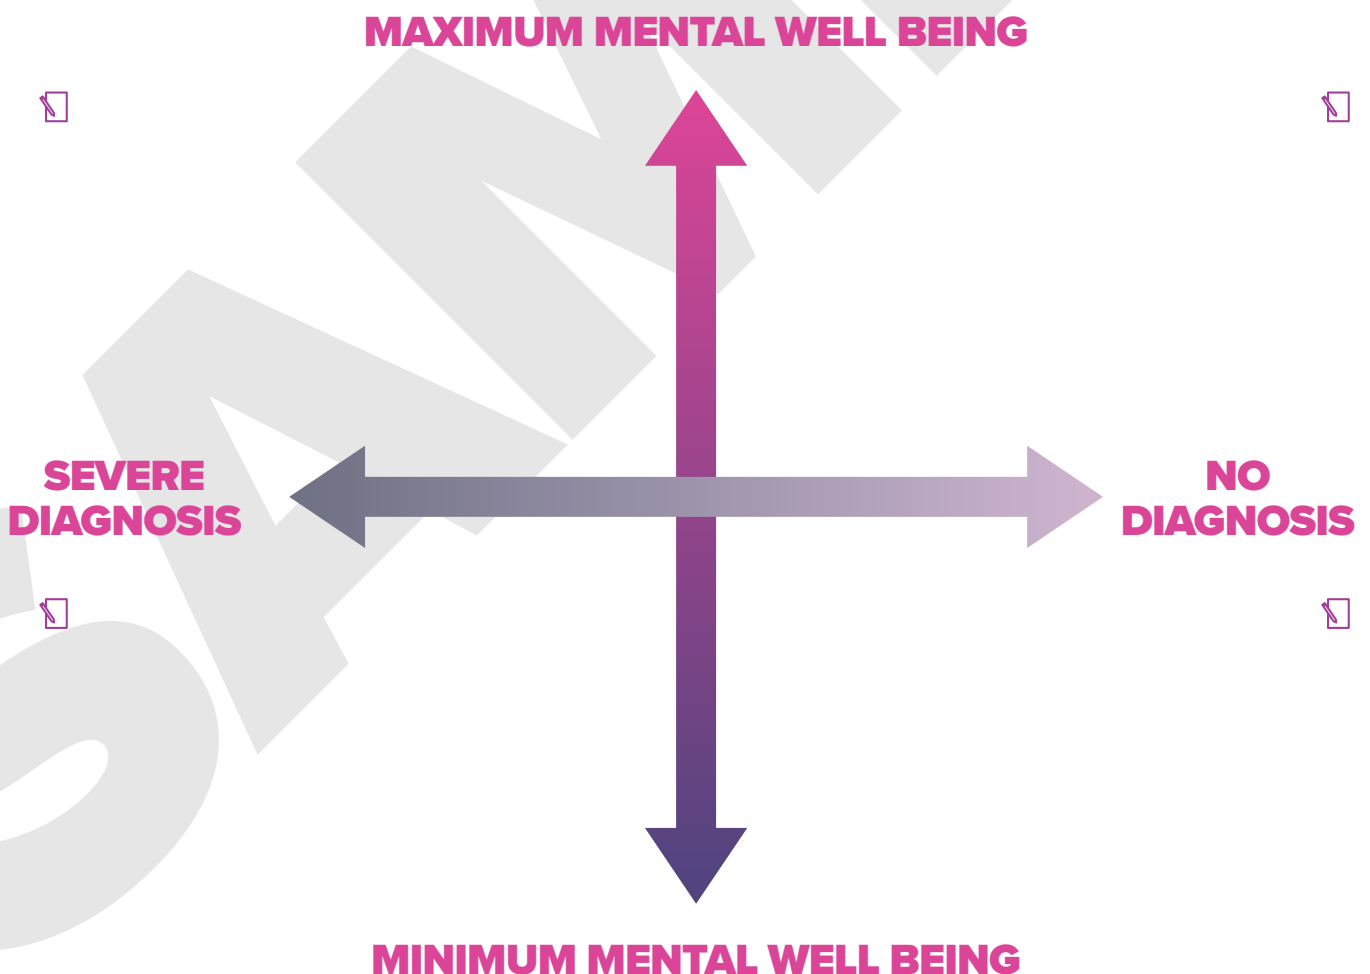 MAXIMUM MENTAL WELL BEING
SEVERE
DIAGNOSIS
NO
DIAGNOSIS
MINIMUM MENTAL WELL BEING